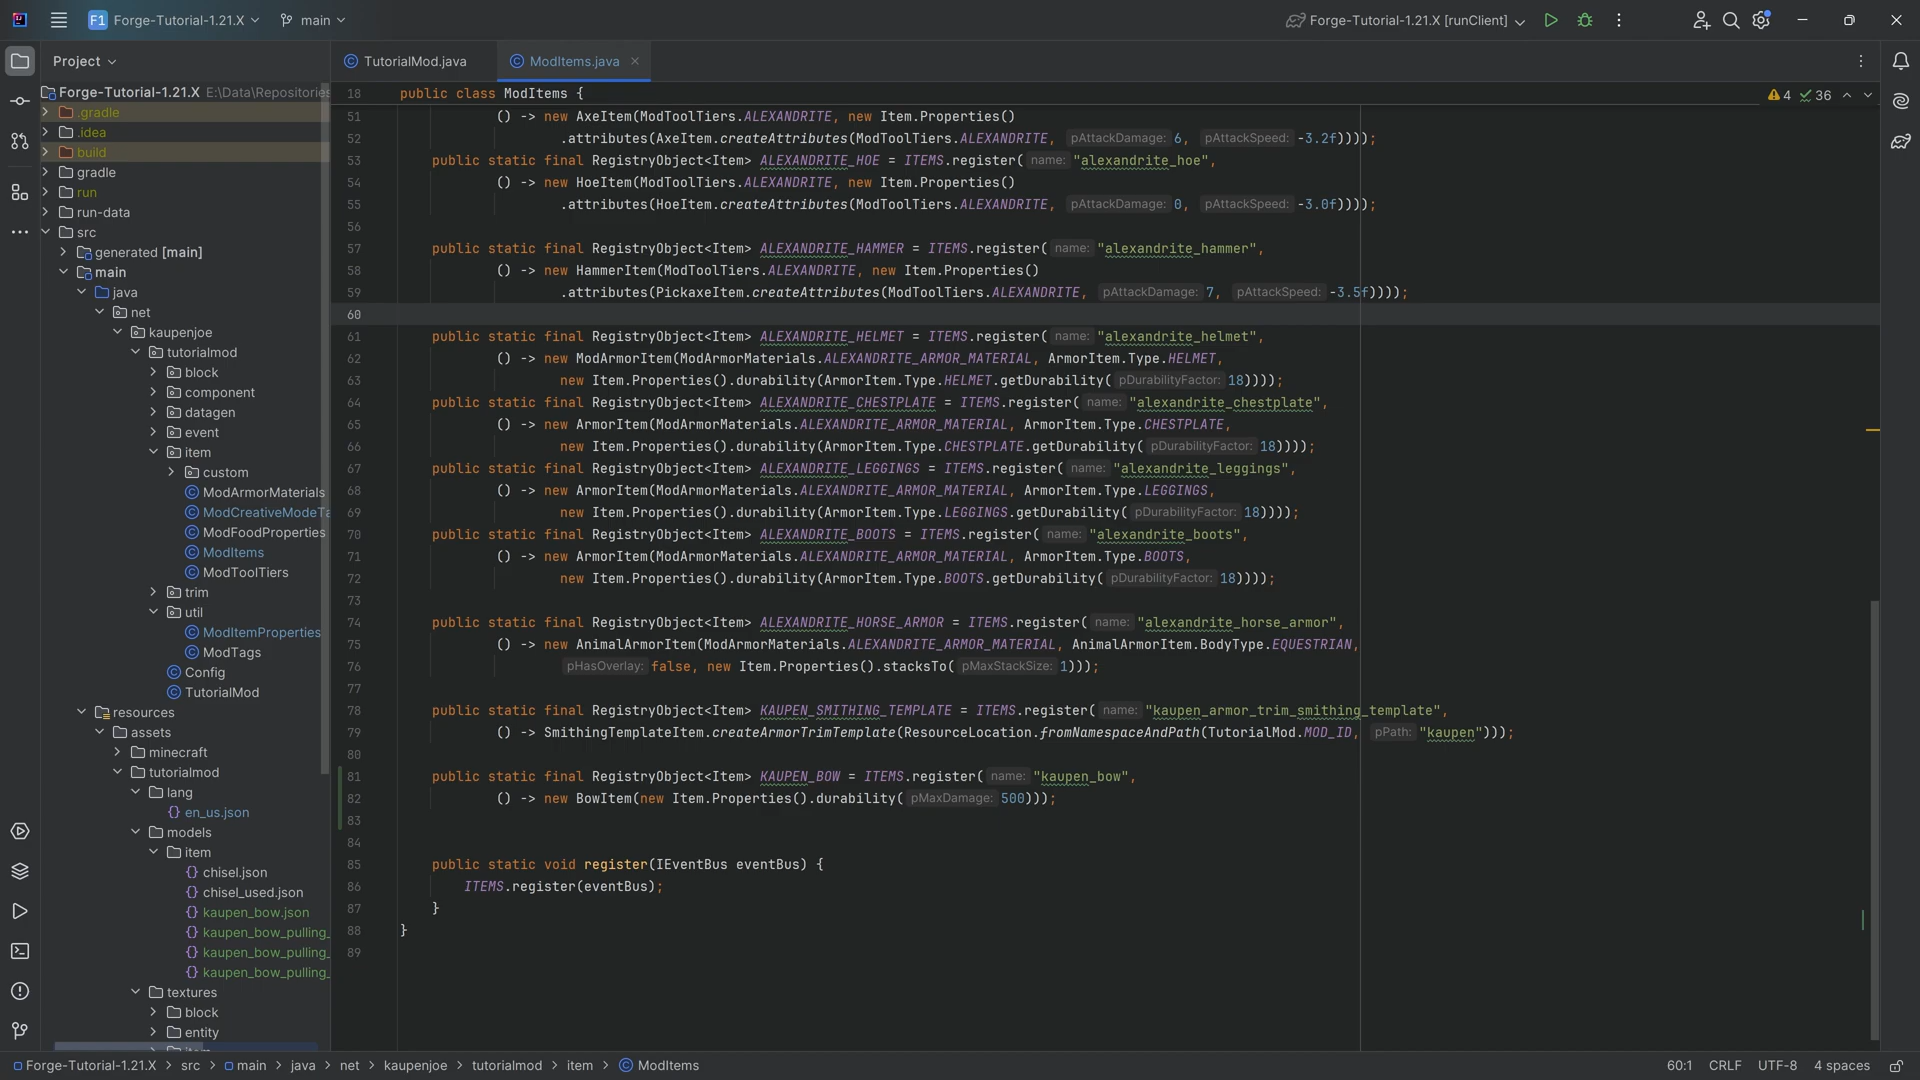 F1 Forge-Tutorial-1.21.X main Forge-Tutorial-1.21.X [runClient]
Project
TutorialMod.java
ModItems.java
Forge-Tutorial-1.21.X E:\Data\Repositories
.gradle
.idea
build
gradle
run
run-data
src
generated [main]
main
java
net
kaupenjoe
tutorialmod
block
component
datagen
event
item
custom
ModArmorMaterials
ModCreativeModeTa
ModFoodProperties
ModItems
ModToolTiers
trim
util
ModItemProperties
ModTags
Config
TutorialMod
resources
assets
minecraft
tutorialmod
lang
en_us.json
models
item
chisel.json
chisel_used.json
kaupen_bow.json
kaupen_bow_pulling_
kaupen_bow_pulling_
kaupen_bow_pulling_
textures
block
entity
18 public class ModItems {
4 36
51 () -> new AxeItem(ModToolTiers.ALEXANDRITE, new Item.Properties()
52 .attributes(AxeItem.createAttributes(ModToolTiers.ALEXANDRITE, pAttackDamage: 6, pAttackSpeed: -3.2f))));
53 public static final RegistryObject<Item> ALEXANDRITE_HOE = ITEMS.register( name: "alexandrite_hoe",
54 () -> new HoeItem(ModToolTiers.ALEXANDRITE, new Item.Properties()
55 .attributes(HoeItem.createAttributes(ModToolTiers.ALEXANDRITE, pAttackDamage: 0, pAttackSpeed: -3.0f))));
56
57 public static final RegistryObject<Item> ALEXANDRITE_HAMMER = ITEMS.register( name: "alexandrite_hammer",
58 () -> new HammerItem(ModToolTiers.ALEXANDRITE, new Item.Properties()
59 .attributes(PickaxeItem.createAttributes(ModToolTiers.ALEXANDRITE, pAttackDamage: 7, pAttackSpeed: -3.5f))));
60
61 public static final RegistryObject<Item> ALEXANDRITE_HELMET = ITEMS.register( name: "alexandrite_helmet",
62 () -> new ModArmorItem(ModArmorMaterials.ALEXANDRITE_ARMOR_MATERIAL, ArmorItem.Type.HELMET,
63 new Item.Properties().durability(ArmorItem.Type.HELMET.getDurability( pDurabilityFactor: 18))));
64 public static final RegistryObject<Item> ALEXANDRITE_CHESTPLATE = ITEMS.register( name: "alexandrite_chestplate",
65 () -> new ArmorItem(ModArmorMaterials.ALEXANDRITE_ARMOR_MATERIAL, ArmorItem.Type.CHESTPLATE,
66 new Item.Properties().durability(ArmorItem.Type.CHESTPLATE.getDurability( pDurabilityFactor: 18))));
67 public static final RegistryObject<Item> ALEXANDRITE_LEGGINGS = ITEMS.register( name: "alexandrite_leggings",
68 () -> new ArmorItem(ModArmorMaterials.ALEXANDRITE_ARMOR_MATERIAL, ArmorItem.Type.LEGGINGS,
69 new Item.Properties().durability(ArmorItem.Type.LEGGINGS.getDurability( pDurabilityFactor: 18))));
70 public static final RegistryObject<Item> ALEXANDRITE_BOOTS = ITEMS.register( name: "alexandrite_boots",
71 () -> new ArmorItem(ModArmorMaterials.ALEXANDRITE_ARMOR_MATERIAL, ArmorItem.Type.BOOTS,
72 new Item.Properties().durability(ArmorItem.Type.BOOTS.getDurability( pDurabilityFactor: 18))));
73
74 public static final RegistryObject<Item> ALEXANDRITE_HORSE_ARMOR = ITEMS.register( name: "alexandrite_horse_armor",
75 () -> new AnimalArmorItem(ModArmorMaterials.ALEXANDRITE_ARMOR_MATERIAL, AnimalArmorItem.BodyType.EQUESTRIAN,
76 pHasOverlay: false, new Item.Properties().stacksTo( pMaxStackSize: 1)));
77
78 public static final RegistryObject<Item> KAUPEN_SMITHING_TEMPLATE = ITEMS.register( name: "kaupen_armor_trim_smithing_template",
79 () -> SmithingTemplateItem.createArmorTrimTemplate(ResourceLocation.fromNamespaceAndPath(TutorialMod.MOD_ID, pPath: "kaupen")));
80
81 public static final RegistryObject<Item> KAUPEN_BOW = ITEMS.register( name: "kaupen_bow",
82 () -> new BowItem(new Item.Properties().durability( pMaxDamage: 500)));
83
84
85 public static void register(IEventBus eventBus) {
86 ITEMS.register(eventBus);
87 }
88 }
89
Forge-Tutorial-1.21.X > src > main > java > net > kaupenjoe > tutorialmod > item > ModItems 60:1 CRLF UTF-8 4 spaces